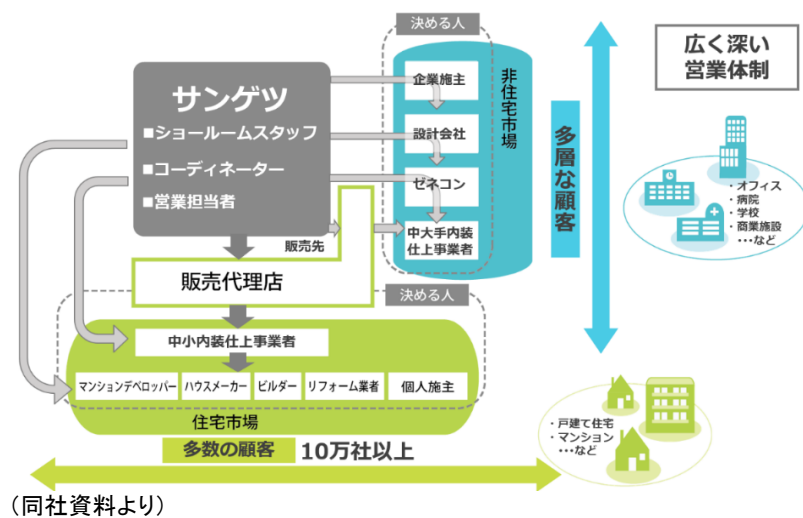 決める人
広く深い
営業体制
サンゲツ
■ショールームスタッフ
■コーディネーター
■営業担当者
企業施主
設計会社
ゼネコン
中大手内装
仕上事業者
非住宅市場
多層な顧客
・オフィス
・病院
・学校
・商業施設
・・・など
販売先
販売代理店
決める人
中小内装仕上事業者
マンションデベロッパー
ハウスメーカー
ビルダー
リフォーム業者
個人施主
住宅市場
・戸建て住宅
・マンション
・・・など
多数の顧客
10万社以上
（同社資料より）